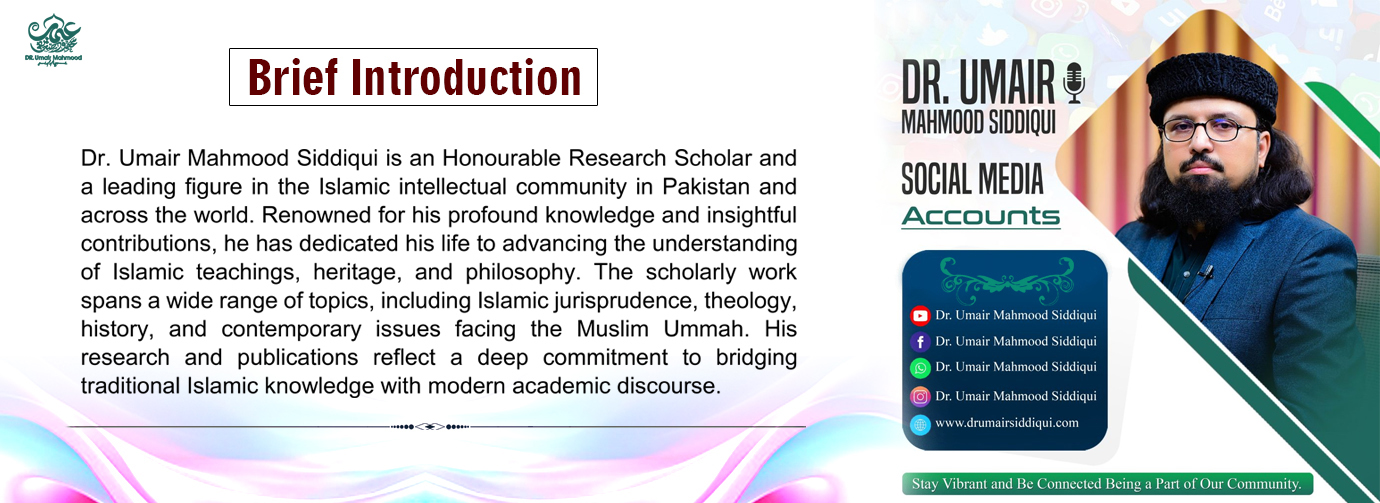 DR. Umair Mahmood
Brief Introduction
Dr. Umair Mahmood Siddiqui is an Honourable Research Scholar and
a leading figure in the Islamic intellectual community in Pakistan and
across the world. Renowned for his profound knowledge and insightful
contributions, he has dedicated his life to advancing the understanding
of Islamic teachings, heritage, and philosophy. The scholarly work
spans a wide range of topics, including Islamic jurisprudence, theology,
history, and contemporary issues facing the Muslim Ummah. His
research and publications reflect a deep commitment to bridging
traditional Islamic knowledge with modern academic discourse.
DR. UMAIR
MAHMOOD SIDDIQUI
SOCIAL MEDIA
Accounts
Dr. Umair Mahmood Siddiqui
Dr. Umair Mahmood Siddiqui
Dr. Umair Mahmood Siddiqui
Dr. Umair Mahmood Siddiqui
www.drumairsiddiqui.com
Stay Vibrant and Be Connected Being a Part of Our Community.